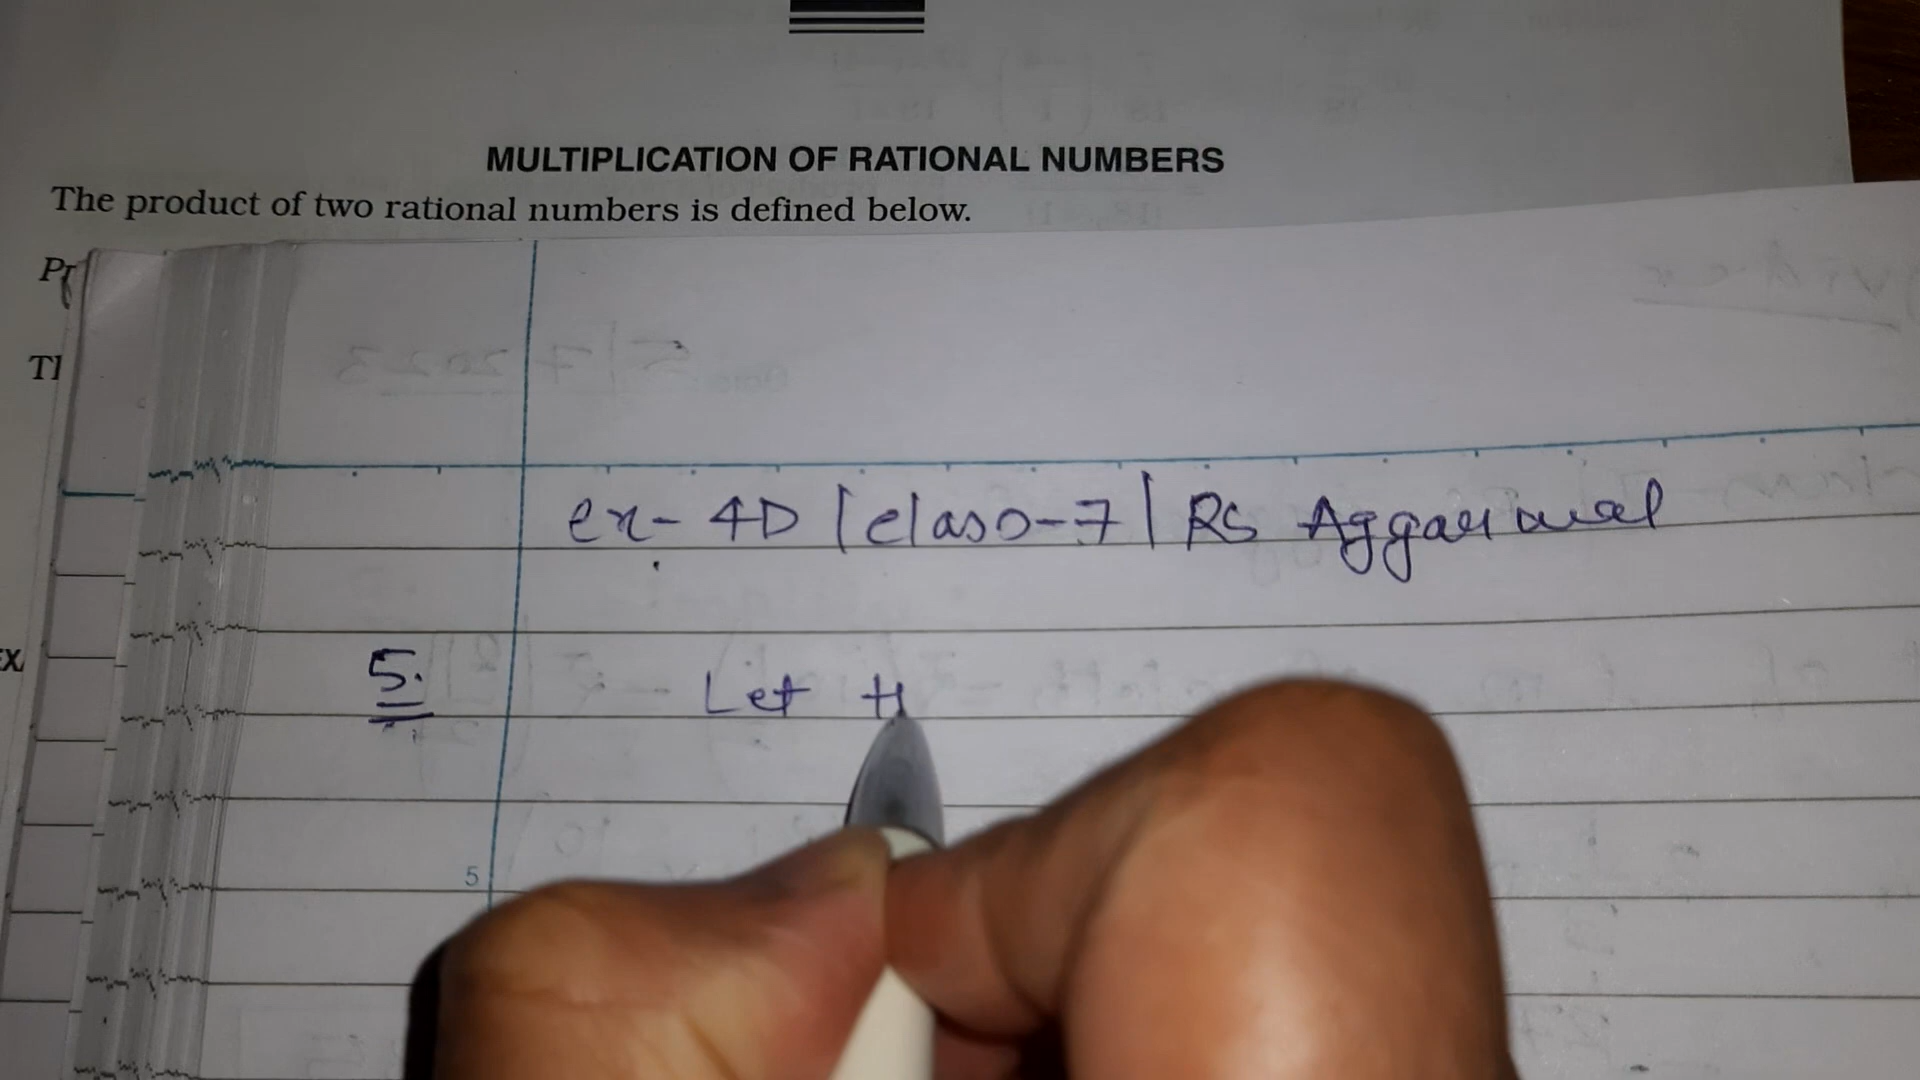 MULTIPLICATION OF RATIONAL NUMBERS
The product of two rational numbers is defined below.
ex- 4D | class-7 | RS Aggarwal
5. Let
5